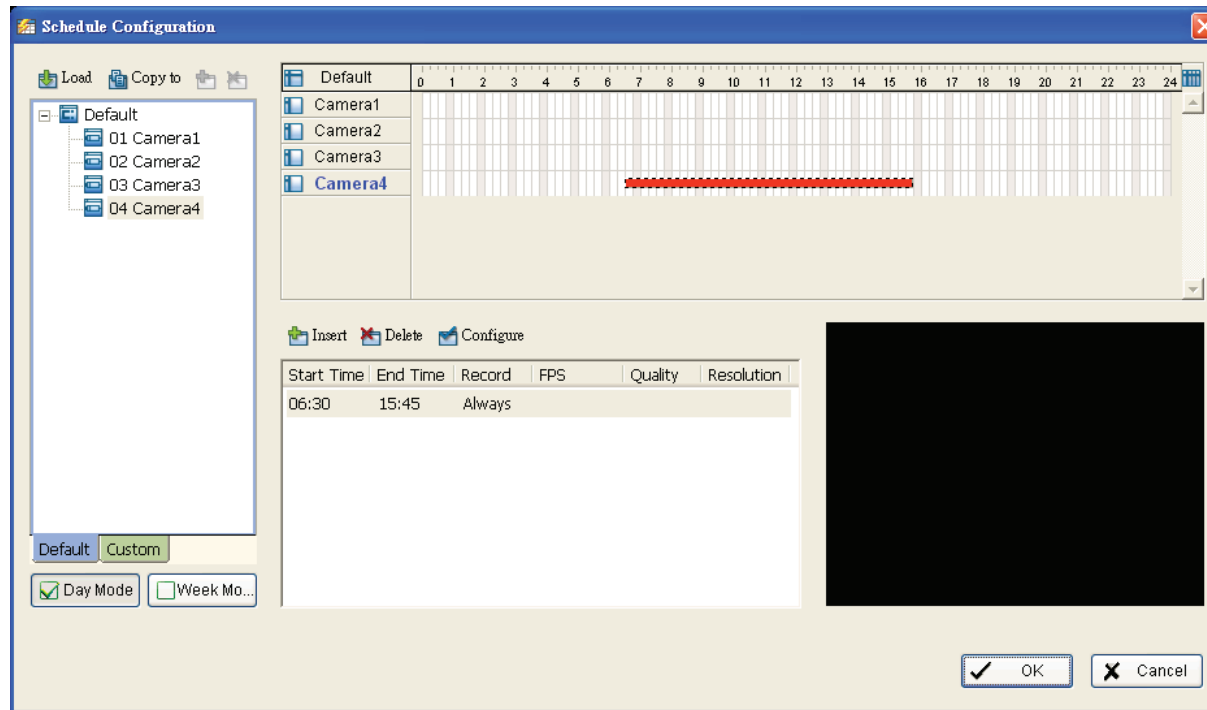 Schedule Configuration
Load Copy to
Default
01 Camera1
02 Camera2
03 Camera3
04 Camera4
Default Custom
Day Mode Week Mo...
Default 0 1 2 3 4 5 6 7 8 9 10 11 12 13 14 15 16 17 18 19 20 21 22 23 24
Camera1
Camera2
Camera3
Camera4
Insert Delete Configure
Start Time End Time Record FPS Quality Resolution
06:30 15:45 Always
OK Cancel